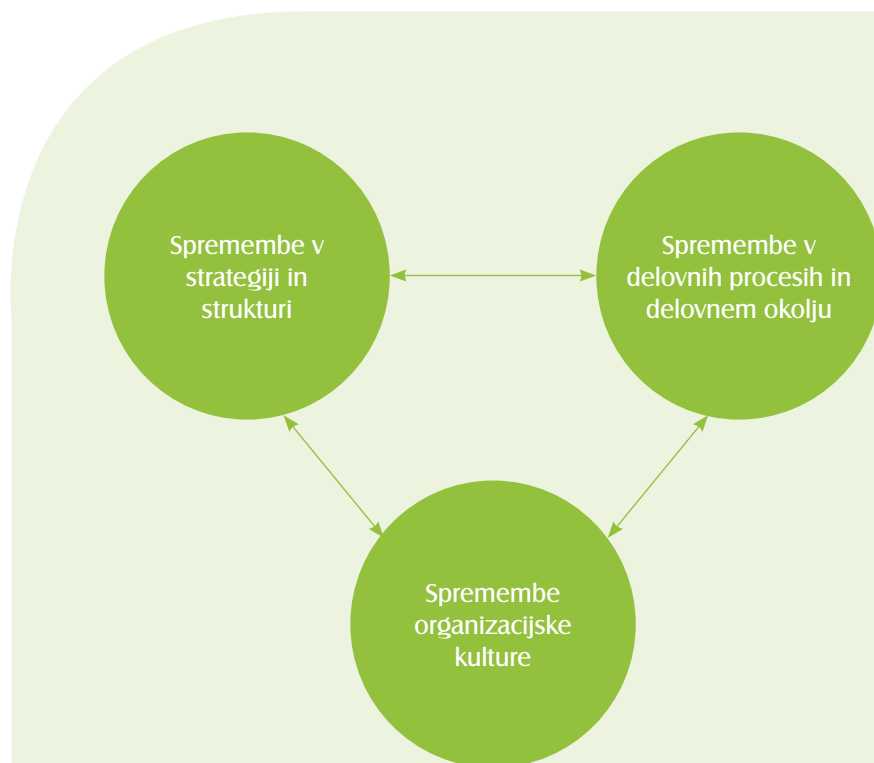 Spremembe v
strategiji in
strukturi
Spremembe v
delovnih procesih in
delovnem okolju
Spremembe
organizacijske
kulture